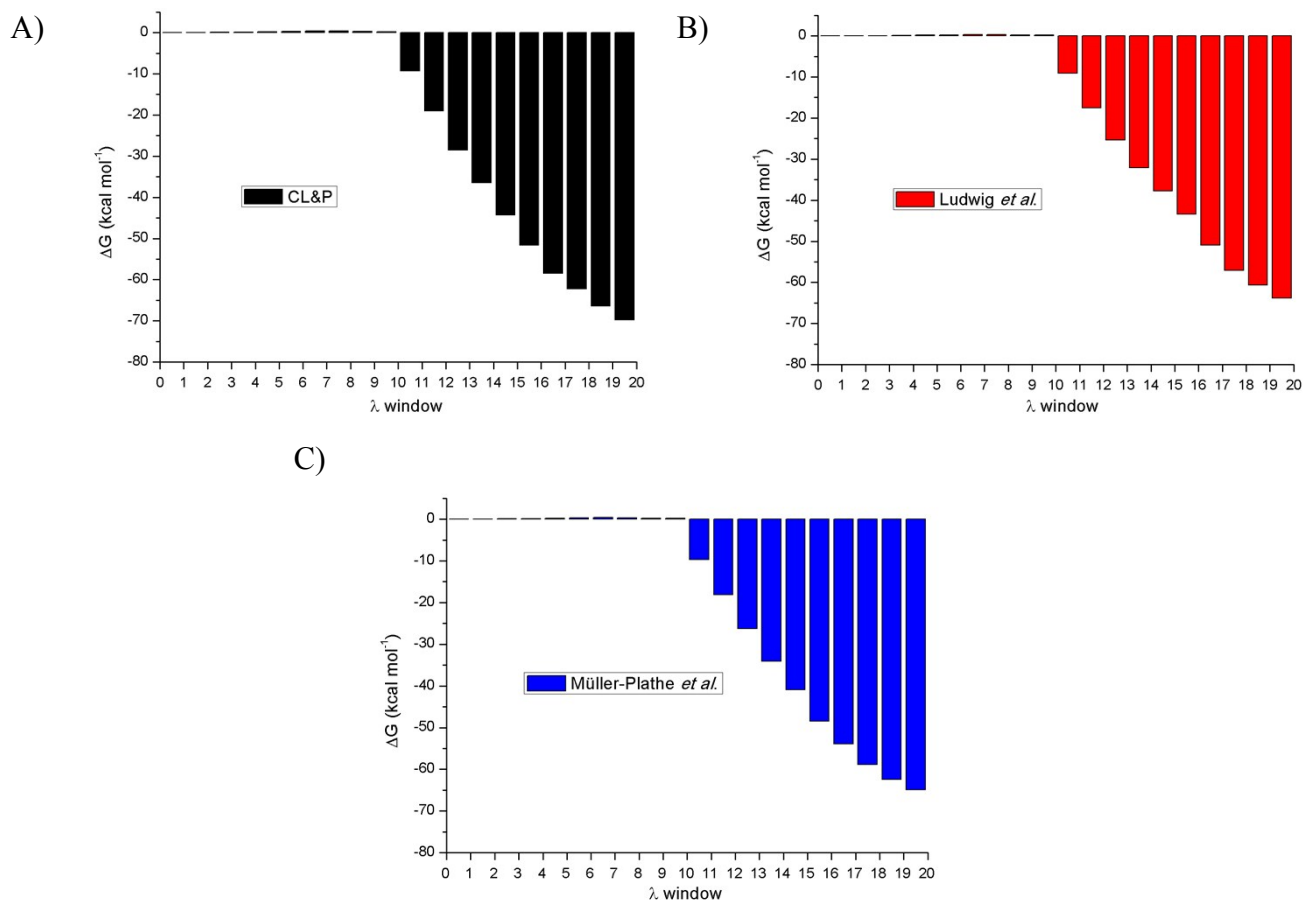 A)
0
-10
-20
-30
-40
-50
-60
-70
-80
ΔG (kcal mol⁻¹)
CL&P
0 1 2 3 4 5 6 7 8 9 10 11 12 13 14 15 16 17 18 19 20
λ window
B)
0
-10
-20
-30
-40
-50
-60
-70
-80
ΔG (kcal mol⁻¹)
Ludwig et al.
0 1 2 3 4 5 6 7 8 9 10 11 12 13 14 15 16 17 18 19 20
λ window
C)
0
-10
-20
-30
-40
-50
-60
-70
-80
ΔG (kcal mol⁻¹)
Müller-Plathe et al.
0 1 2 3 4 5 6 7 8 9 10 11 12 13 14 15 16 17 18 19 20
λ window